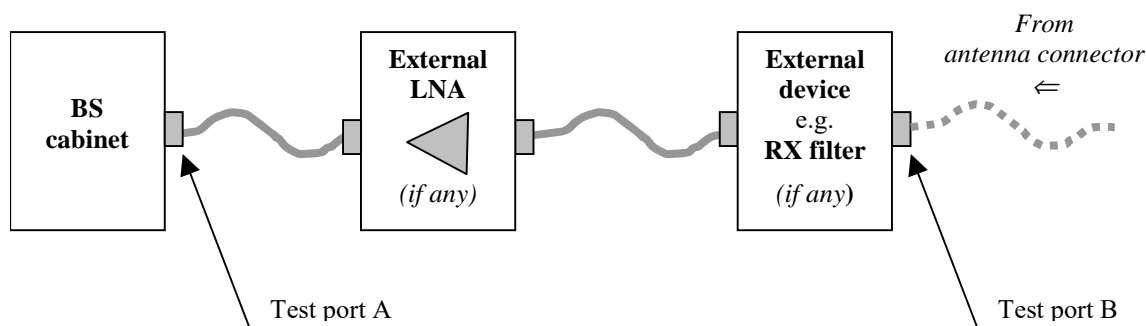 BS
cabinet
External
LNA
(if any)
External
device
e.g.
RX filter
(if any)
From
antenna connector
⇐
Test port A
Test port B